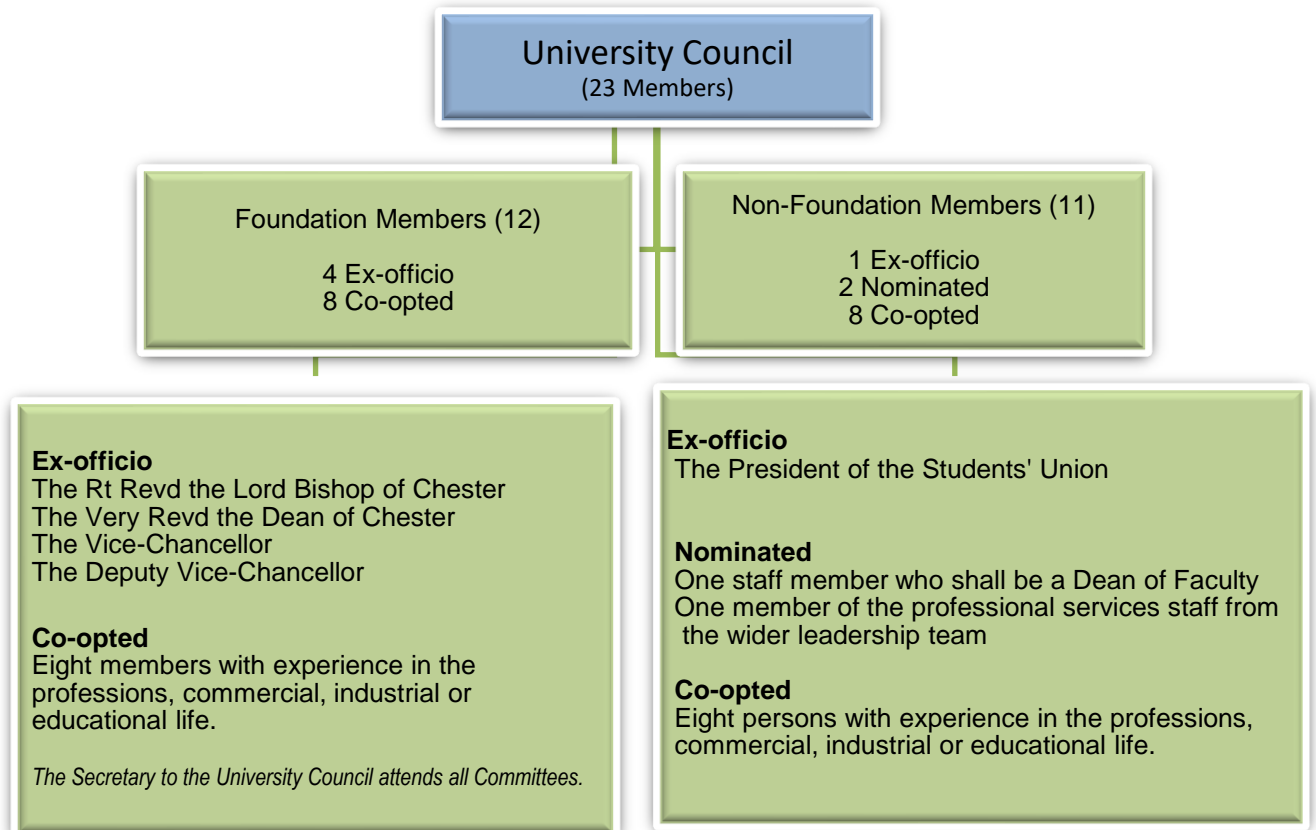 University Council
(23 Members)
Foundation Members (12)
4 Ex-officio
8 Co-opted
Non-Foundation Members (11)
1 Ex-officio
2 Nominated
8 Co-opted
Ex-officio
The Rt Revd the Lord Bishop of Chester
The Very Revd the Dean of Chester
The Vice-Chancellor
The Deputy Vice-Chancellor
Co-opted
Eight members with experience in the
professions, commercial, industrial or
educational life.
The Secretary to the University Council attends all Committees.
Ex-officio
The President of the Students' Union
Nominated
One staff member who shall be a Dean of Faculty
One member of the professional services staff from
the wider leadership team
Co-opted
Eight persons with experience in the professions,
commercial, industrial or educational life.